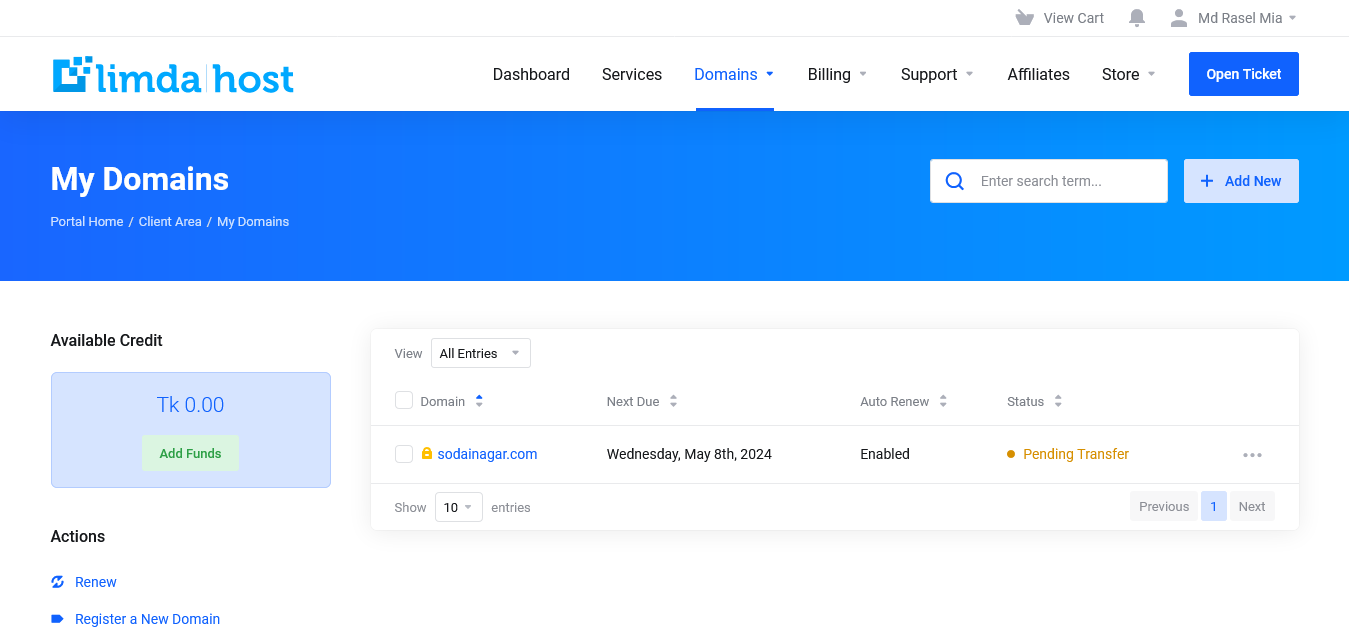 View Cart Md Rasel Mia
limda host Dashboard Services Domains Billing Support Affiliates Store Open Ticket
My Domains Enter search term... Add New
Portal Home / Client Area / My Domains
Available Credit
Tk 0.00
Add Funds
Actions
Renew
Register a New Domain
View All Entries
Domain Next Due Auto Renew Status
sodainagar.com Wednesday, May 8th, 2024 Enabled Pending Transfer
Show 10 entries Previous 1 Next